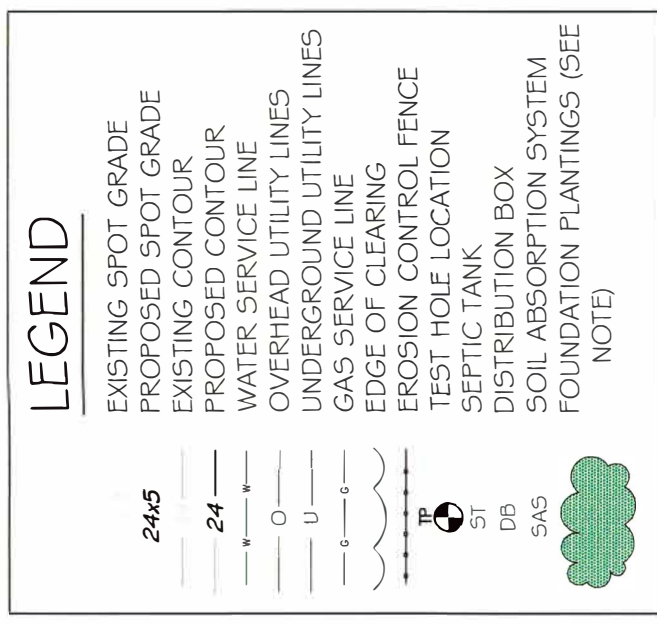 LEGEND
EXISTING SPOT GRADE
24x5 PROPOSED SPOT GRADE
EXISTING CONTOUR
24 PROPOSED CONTOUR
W W WATER SERVICE LINE
O OVERHEAD UTILITY LINES
U UNDERGROUND UTILITY LINES
G G GAS SERVICE LINE
EDGE OF CLEARING
EROSION CONTROL FENCE
TP TEST HOLE LOCATION
ST SEPTIC TANK
DB DISTRIBUTION BOX
SAS SOIL ABSORPTION SYSTEM
FOUNDATION PLANTINGS (SEE
NOTE)